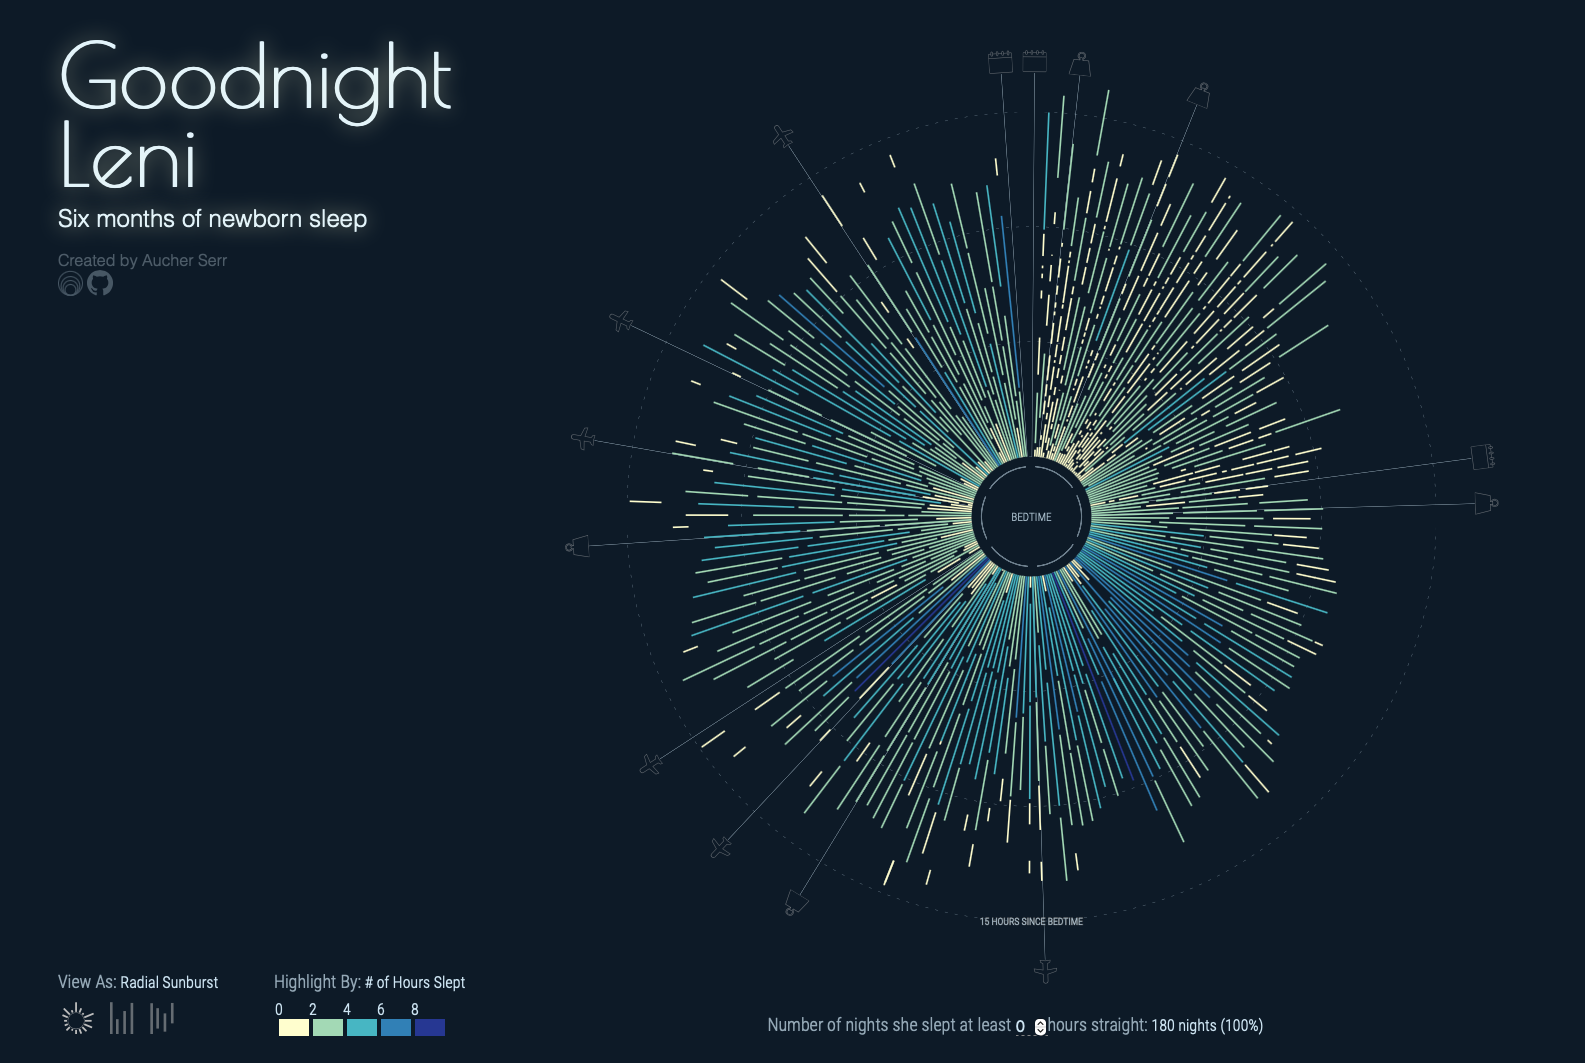 Goodnight
Leni
Six months of newborn sleep
Created by Aucher Serr
BEDTIME
15 HOURS SINCE BEDTIME
View As: Radial Sunburst
Highlight By: # of Hours Slept
0 2 4 6 8
Number of nights she slept at least 0 hours straight: 180 nights (100%)